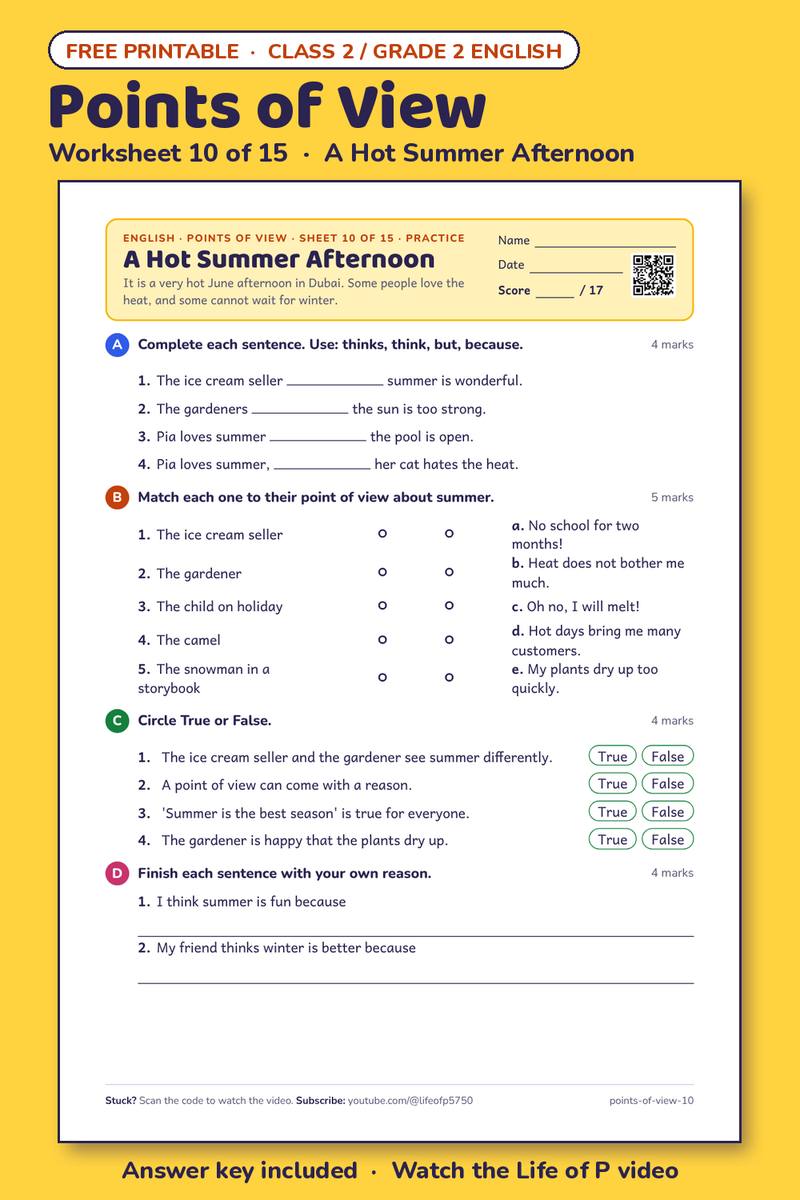 FREE PRINTABLE · CLASS 2 / GRADE 2 ENGLISH
Points of View
Worksheet 10 of 15 · A Hot Summer Afternoon
ENGLISH · POINTS OF VIEW · SHEET 10 OF 15 · PRACTICE
A Hot Summer Afternoon
It is a very hot June afternoon in Dubai. Some people love the
heat, and some cannot wait for winter.
Name
Date
Score / 17
A Complete each sentence. Use: thinks, think, but, because. 4 marks
1. The ice cream seller ____________ summer is wonderful.
2. The gardeners ____________ the sun is too strong.
3. Pia loves summer ____________ the pool is open.
4. Pia loves summer, ____________ her cat hates the heat.
B Match each one to their point of view about summer. 5 marks
1. The ice cream seller
a. No school for two
months!
2. The gardener
b. Heat does not bother me
much.
3. The child on holiday
c. Oh no, I will melt!
4. The camel
d. Hot days bring me many
customers.
5. The snowman in a
storybook
e. My plants dry up too
quickly.
C Circle True or False. 4 marks
1. The ice cream seller and the gardener see summer differently. True False
2. A point of view can come with a reason. True False
3. 'Summer is the best season' is true for everyone. True False
4. The gardener is happy that the plants dry up. True False
D Finish each sentence with your own reason. 4 marks
1. I think summer is fun because
2. My friend thinks winter is better because
Stuck? Scan the code to watch the video. Subscribe: youtube.com/@lifeofp5750
points-of-view-10
Answer key included · Watch the Life of P video